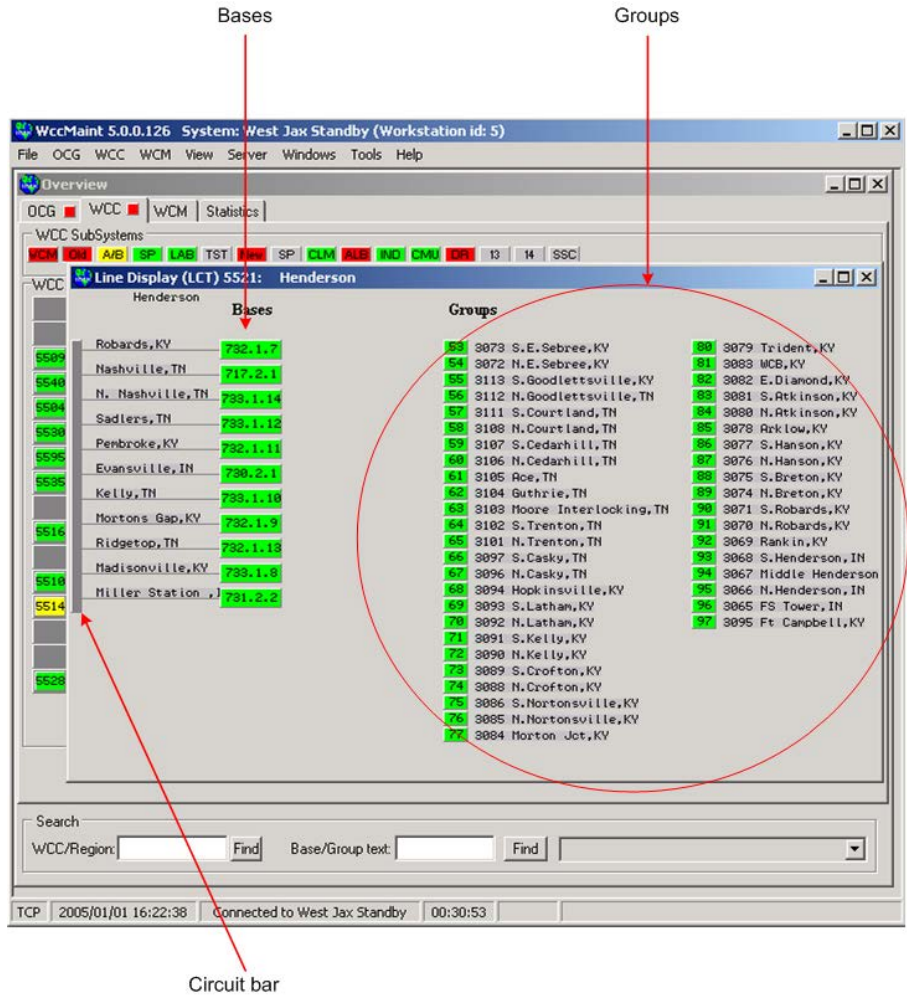 Bases
Groups
WccMaint 5.0.0.126 System: West Jax Standby (Workstation id: 5)
File OCG WCC WCM View Server Windows Tools Help
Overview
OCG WCC WCM Statistics
WCC SubSystems
WCM Old A/B SP LAB TST New SP CLM ALB IND CMU DR 13 14 SSC
WCC
Line Display (LCT) 5521: Henderson
Henderson
Bases
Groups
Robards,KY 732.1.7
Nashville,TN 717.2.1
N. Nashville,TN 733.1.14
Sadlers,TN 733.1.12
Pembroke,KY 732.1.11
Evansville,IN 730.2.1
Kelly,TN 733.1.10
Mortons Gap,KY 732.1.9
Ridgetop,TN 732.1.13
Madisonville,KY 733.1.8
Miller Station , 731.2.2
5509
5540
5504
5530
5595
5535
5516
5510
5514
5528
53 3073 S.E.Sebree,KY
54 3072 N.E.Sebree,KY
55 3113 S.Goodlettsville,KY
56 3112 N.Goodlettsville,TN
57 3111 S.Courtland,TN
58 3108 N.Courtland,TN
59 3107 S.Cedarhill,TN
60 3106 N.Cedarhill,TN
61 3105 Ace,TN
62 3104 Guthrie,TN
63 3103 Moore Interlocking,TN
64 3102 S.Trenton,TN
65 3101 N.Trenton,TN
66 3097 S.Casky,TN
67 3096 N.Casky,TN
68 3094 Hopkinsville,KY
69 3093 S.Latham,KY
70 3092 N.Latham,KY
71 3091 S.Kelly,KY
72 3090 N.Kelly,KY
73 3089 S.Crofton,KY
74 3088 N.Crofton,KY
75 3086 S.Nortonsville,KY
76 3085 N.Nortonsville,KY
77 3084 Morton Jct,KY
80 3079 Trident,KY
81 3083 WCB,KY
82 3082 E.Diamond,KY
83 3081 S.Atkinson,KY
84 3080 N.Atkinson,KY
85 3078 Arklow,KY
86 3077 S.Hanson,KY
87 3076 N.Hanson,KY
88 3075 S.Breton,KY
89 3074 N.Breton,KY
90 3071 S.Robards,KY
91 3070 N.Robards,KY
92 3069 Rankin,KY
93 3068 S.Henderson,IN
94 3067 Middle Henderson
95 3066 N.Henderson,IN
96 3065 FS Tower,IN
97 3095 Ft Campbell,KY
Search
WCC/Region: Find Base/Group text: Find
TCP 2005/01/01 16:22:38 Connected to West Jax Standby 00:30:53
Circuit bar